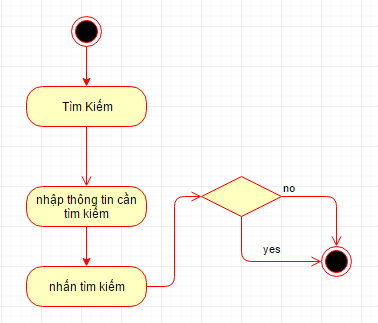 Tìm Kiếm
nhập thông tin cần
tìm kiếm
nhấn tìm kiếm
no
yes